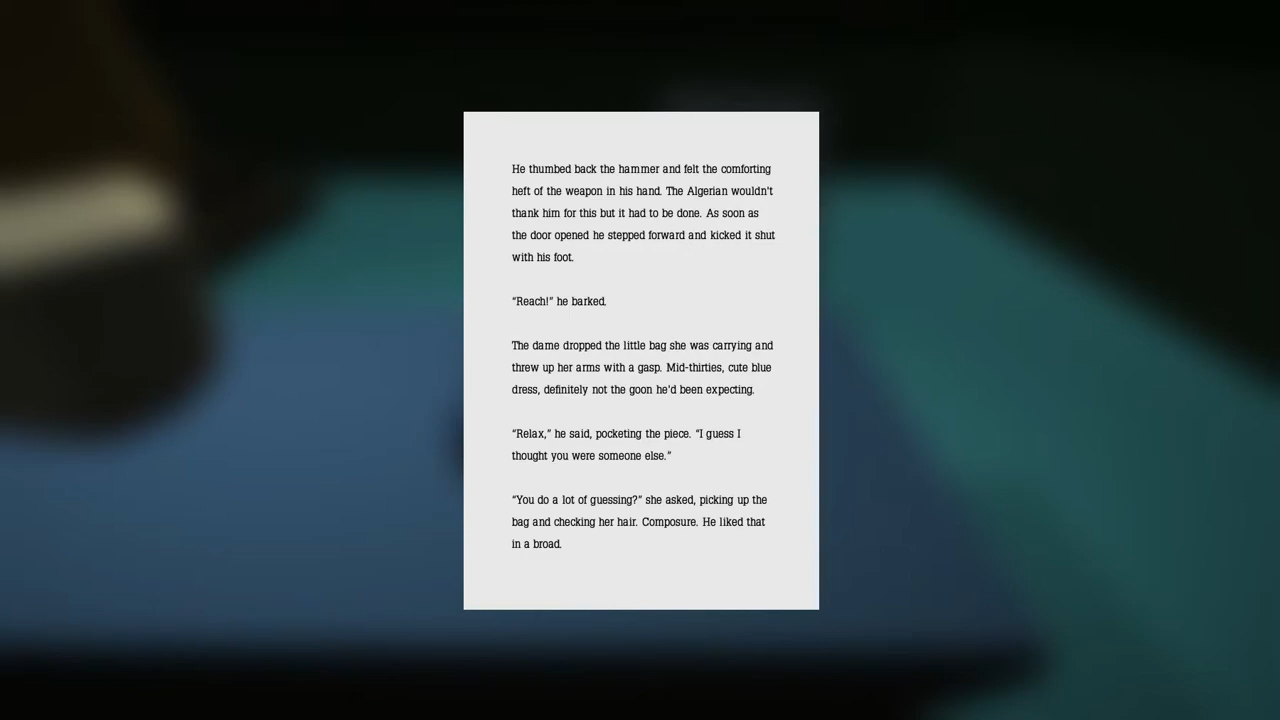 He thumbed back the hammer and felt the comforting
heft of the weapon in his hand. The Algerian wouldn't
thank him for this but it had to be done. As soon as
the door opened he stepped forward and kicked it shut
with his foot.
“Reach!” he barked.
The dame dropped the little bag she was carrying and
threw up her arms with a gasp. Mid-thirties, cute blue
dress, definitely not the goon he'd been expecting.
“Relax,” he said, pocketing the piece. “I guess I
thought you were someone else.”
“You do a lot of guessing?” she asked, picking up the
bag and checking her hair. Composure. He liked that
in a broad.